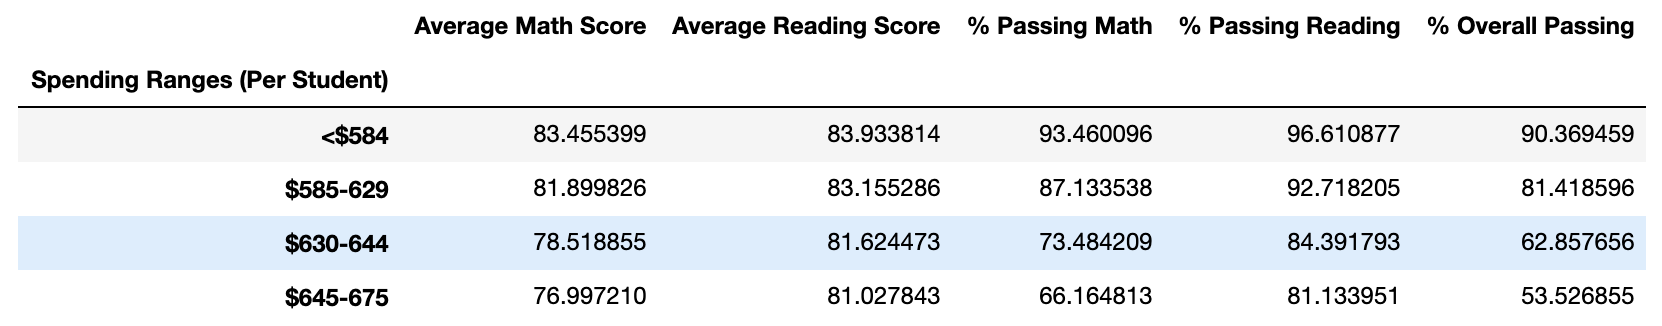 Average Math Score Average Reading Score % Passing Math % Passing Reading % Overall Passing
Spending Ranges (Per Student)
<$584 83.455399 83.933814 93.460096 96.610877 90.369459
$585-629 81.899826 83.155286 87.133538 92.718205 81.418596
$630-644 78.518855 81.624473 73.484209 84.391793 62.857656
$645-675 76.997210 81.027843 66.164813 81.133951 53.526855